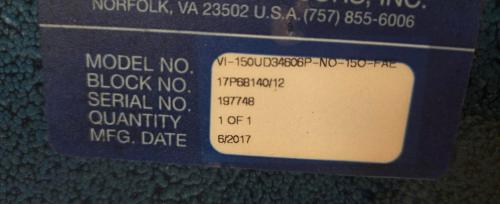 INC.
NORFOLK, VA 23502 U.S.A. (757) 855-6006
MODEL NO. VI-150UD34606P-NO-150-FAE
BLOCK NO. 17P68140/12
SERIAL NO. 197748
QUANTITY 1 OF 1
MFG. DATE 6/2017